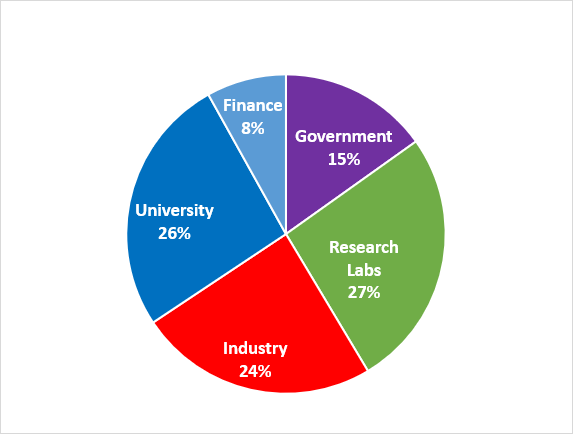 Finance
8%
Government
15%
University
26%
Research
Labs
27%
Industry
24%